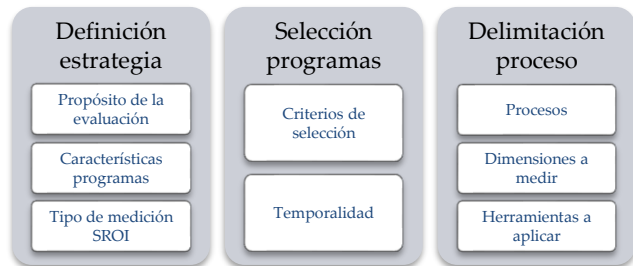 Definición
estrategia
Propósito de la
evaluación
Características
programas
Tipo de medición
SROI
Selección
programas
Criterios de
selección
Temporalidad
Delimitación
proceso
Procesos
Dimensiones a
medir
Herramientas a
aplicar